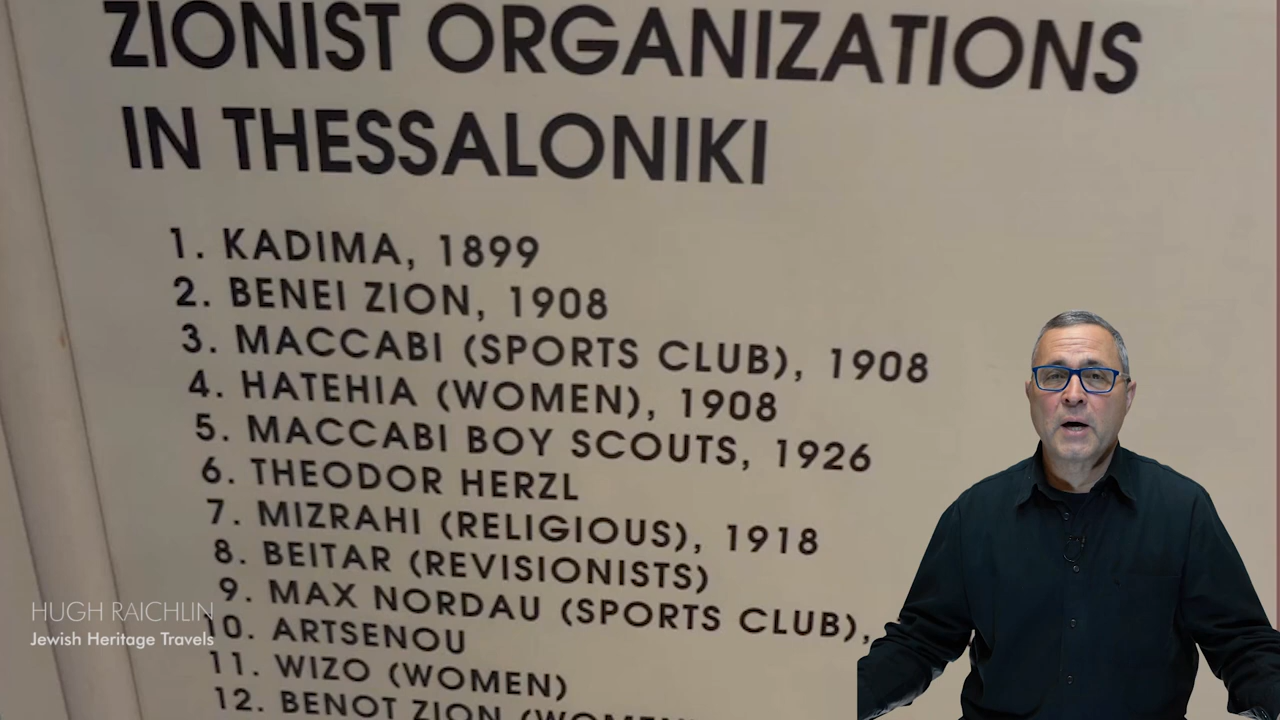 ZIONIST ORGANIZATIONS
IN THESSALONIKI
1. KADIMA, 1899
2. BENEI ZION, 1908
3. MACCABI (SPORTS CLUB), 1908
4. HATEHIA (WOMEN), 1908
5. MACCABI BOY SCOUTS, 1926
6. THEODOR HERZL
7. MIZRAHI (RELIGIOUS), 1918
8. BEITAR (REVISIONISTS)
9. MAX NORDAU (SPORTS CLUB),
10. ARTSENOU
11. WIZO (WOMEN)
12. BENOT ZION
HUGH RAICHLIN
Jewish Heritage Travels